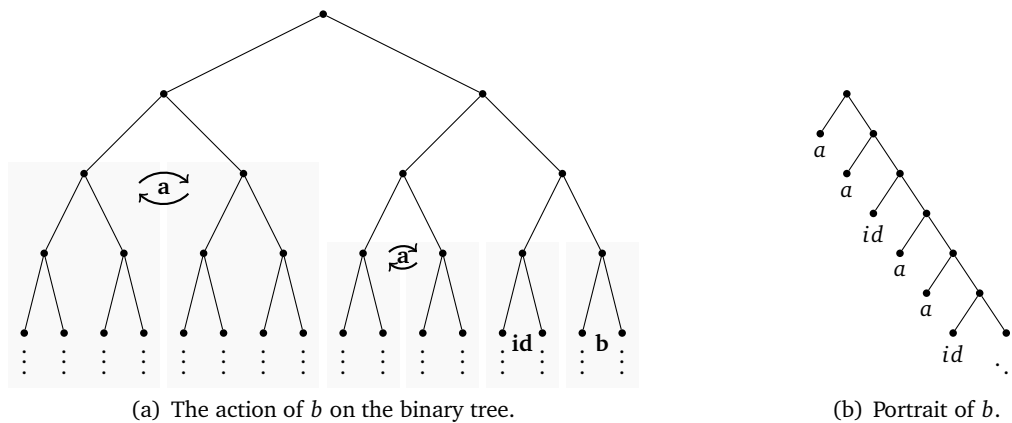 a
a
id
b
(a) The action of b on the binary tree.
a
a
id
a
a
id
(b) Portrait of b.